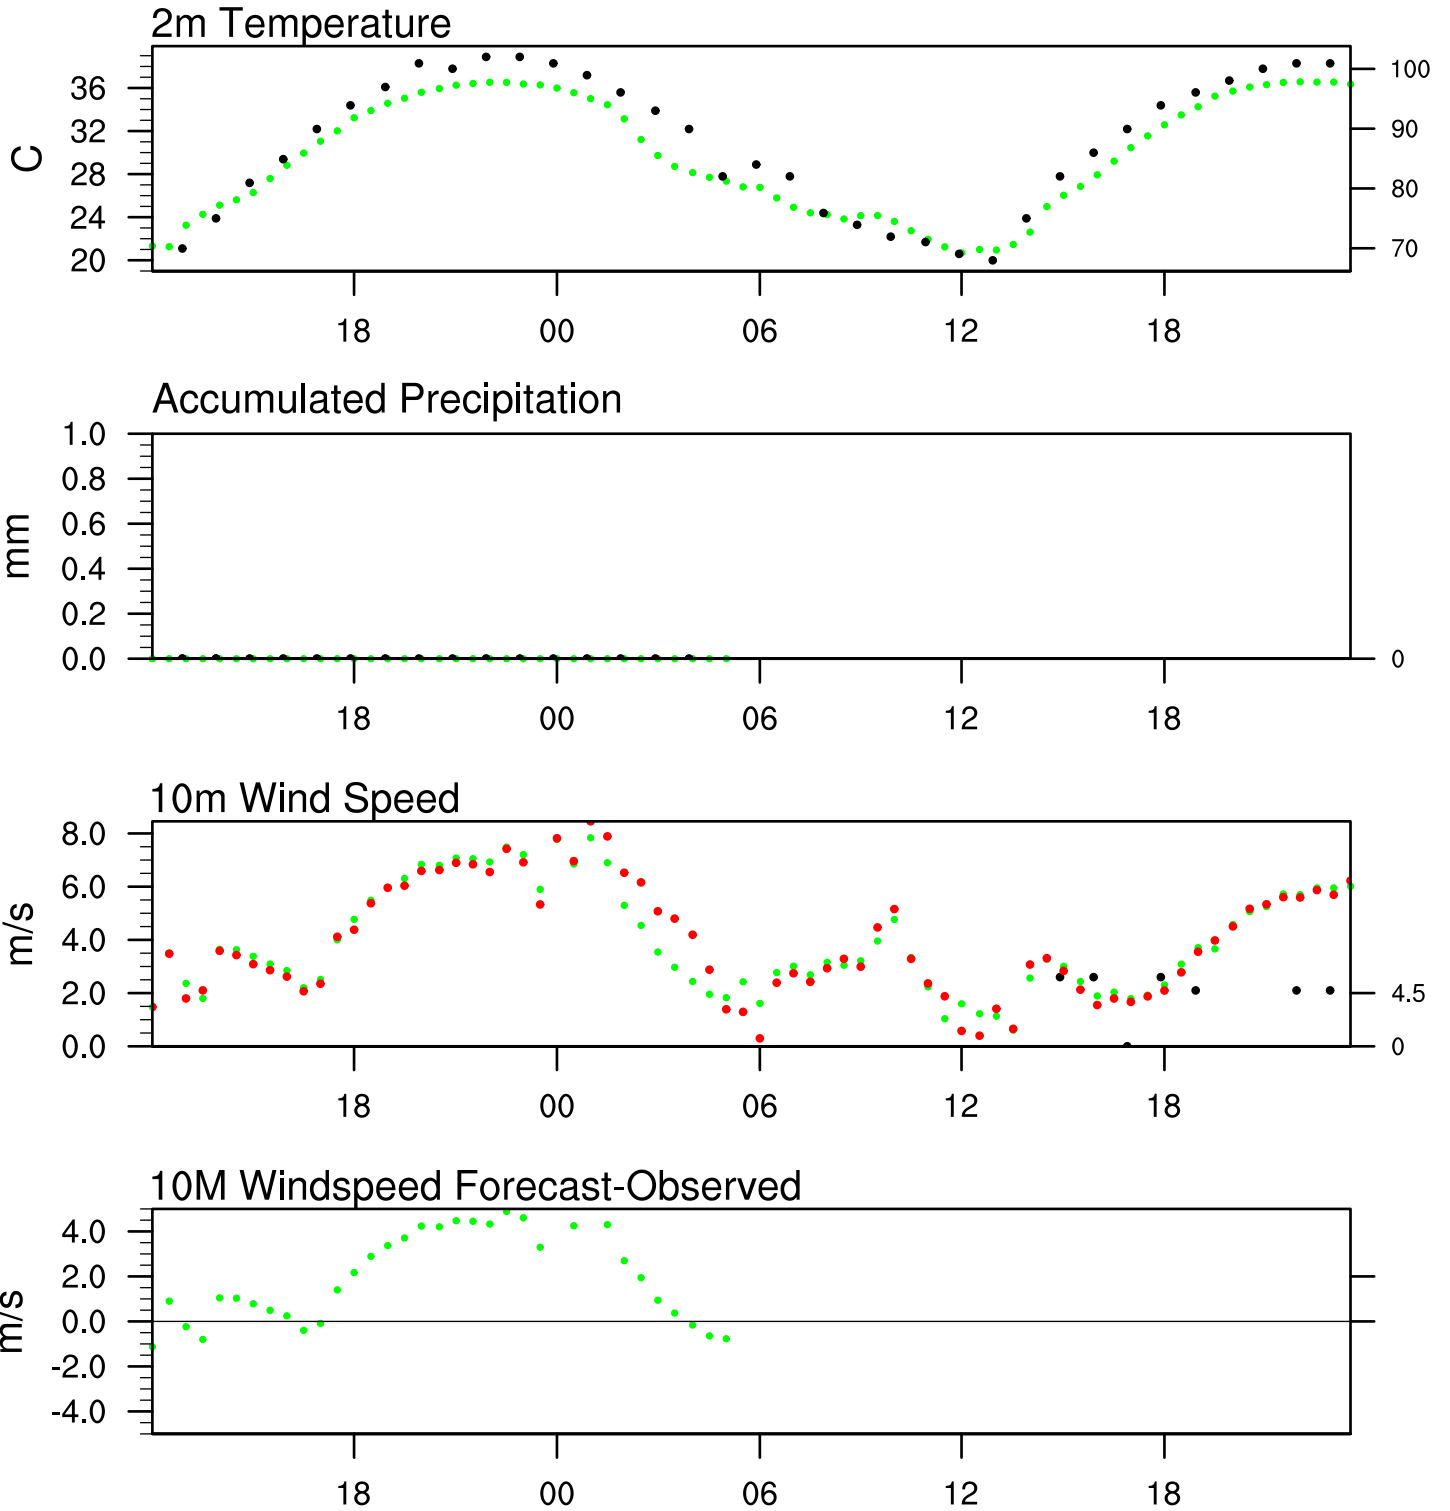 2m Temperature
C
36
32
28
24
20
100
90
80
70
18 00 06 12 18
Accumulated Precipitation
mm
1.0
0.8
0.6
0.4
0.2
0.0
0
18 00 06 12 18
10m Wind Speed
m/s
8.0
6.0
4.0
2.0
0.0
4.5
0
18 00 06 12 18
10M Windspeed Forecast-Observed
m/s
4.0
2.0
0.0
-2.0
-4.0
18 00 06 12 18